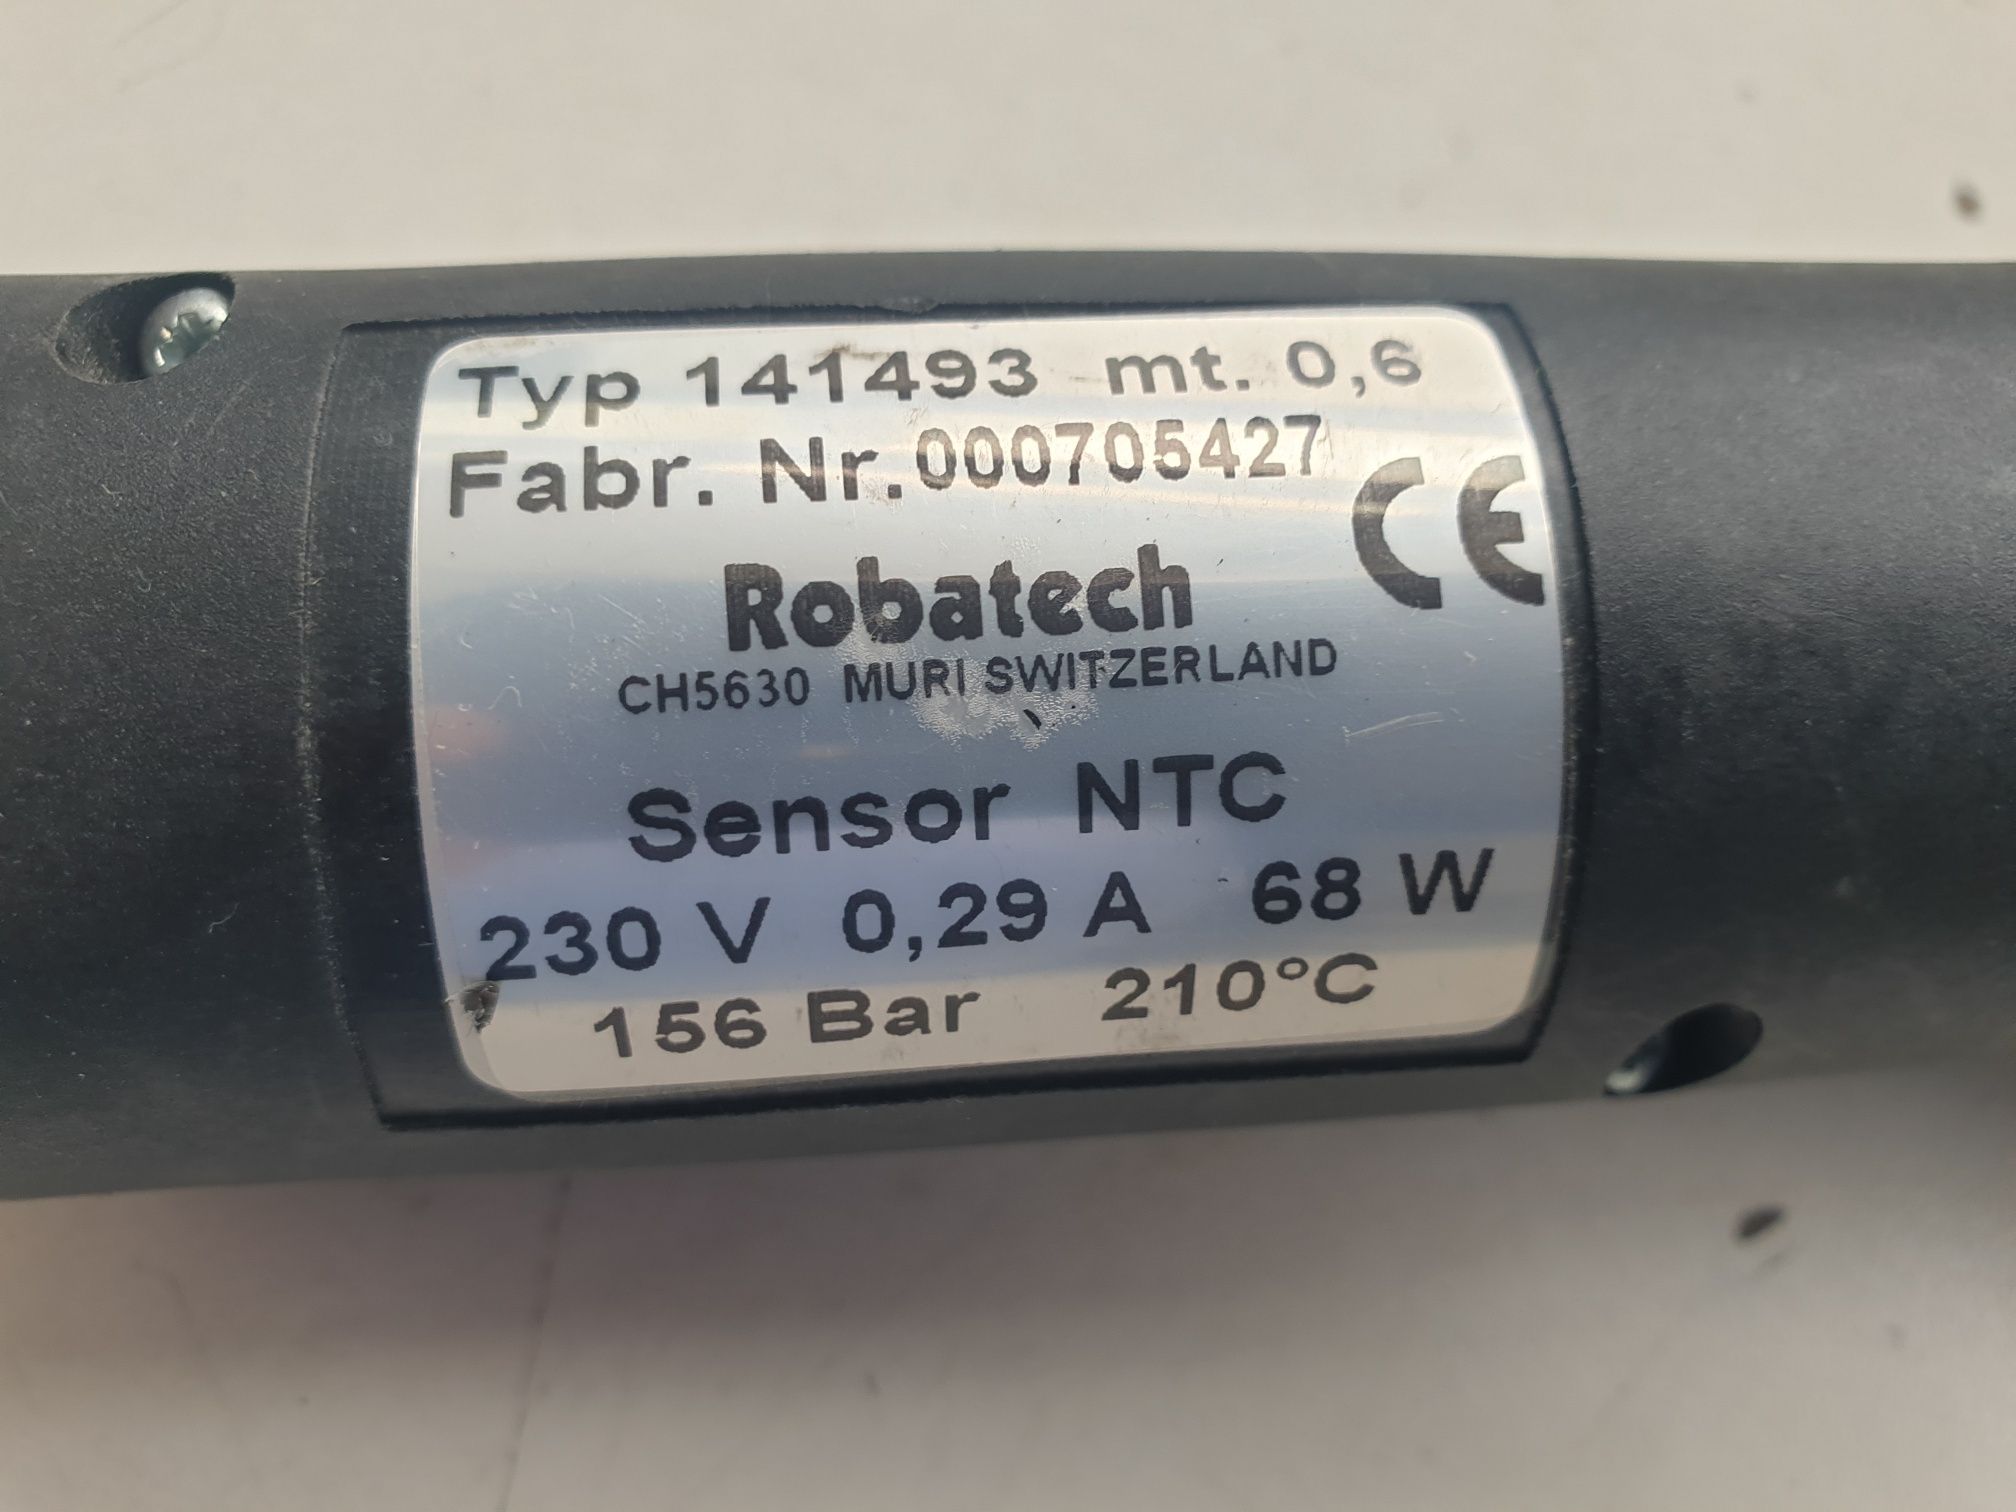 Typ 141493 mt. 0,6
Fabr. Nr. 000705427
CE
Robatech
CH5630 MURI SWITZERLAND
Sensor NTC
230 V 0,29 A 68 W
156 Bar 210°C